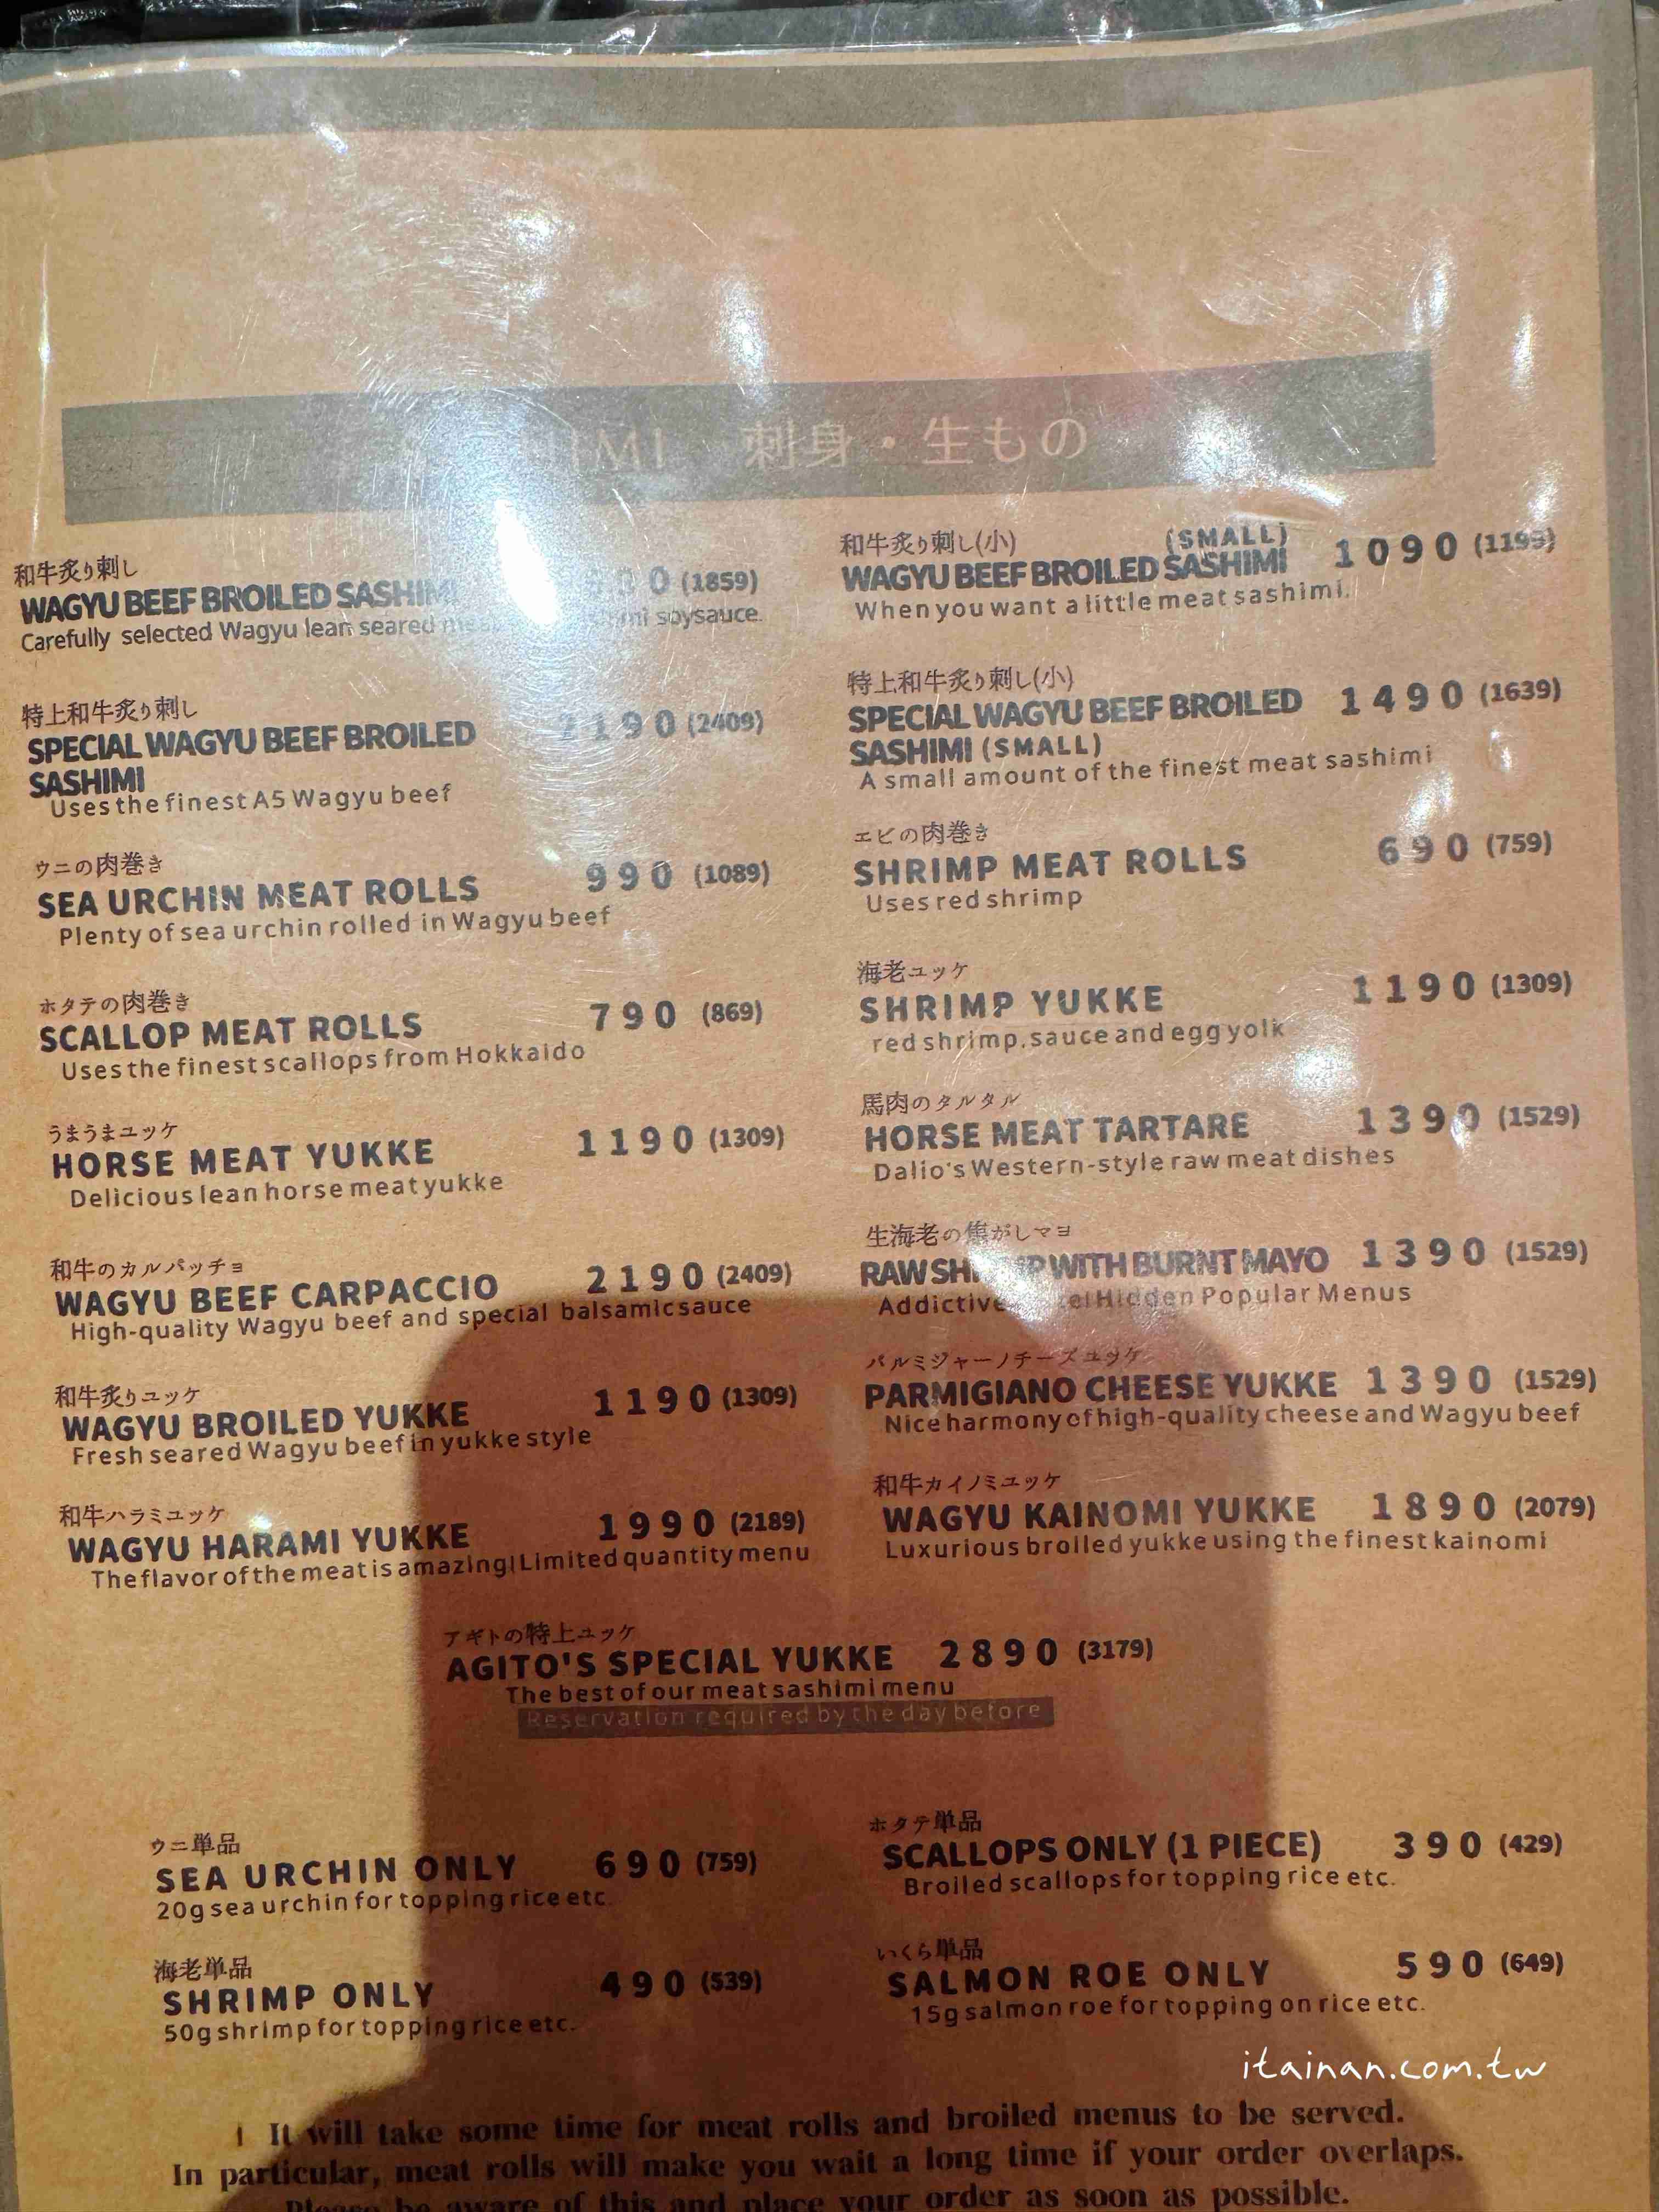 刺身・生もの
和牛炙り刺し
WAGYU BEEF BROILED SASHIMI (1859)
Carefully selected Wagyu lean seared soysauce.
特上和牛炙り刺し
SPECIAL WAGYU BEEF BROILED 2190 (2409)
SASHIMI
Uses the finest A5 Wagyu beef
ウニの肉巻き
SEA URCHIN MEAT ROLLS 990 (1089)
Plenty of sea urchin rolled in Wagyu beef
ホタテの肉巻き
SCALLOP MEAT ROLLS 790 (869)
Uses the finest scallops from Hokkaido
うまうまユッケ
HORSE MEAT YUKKE 1190 (1309)
Delicious lean horse meat yukke
和牛のカルパッチョ
WAGYU BEEF CARPACCIO 2190 (2409)
High-quality Wagyu beef and special balsamic sauce
和牛炙りユッケ
WAGYU BROILED YUKKE 1190 (1309)
Fresh seared Wagyu beef in yukke style
和牛ハラミユッケ
WAGYU HARAMI YUKKE 1990 (2189)
The flavor of the meat is amazing! Limited quantity menu
和牛炙り刺し(小) (SMALL)
WAGYU BEEF BROILED SASHIMI 1090 (1199)
When you want a little meat sashimi.
特上和牛炙り刺し(小)
SPECIAL WAGYU BEEF BROILED 1490 (1639)
SASHIMI (SMALL)
A small amount of the finest meat sashimi
エビの肉巻き
SHRIMP MEAT ROLLS 690 (759)
Uses red shrimp
海老ユッケ
SHRIMP YUKKE 1190 (1309)
red shrimp, sauce and egg yolk
馬肉のタルタル
HORSE MEAT TARTARE 1390 (1529)
Dalio's Western-style raw meat dishes
生海老の焦がしマヨ
RAW SHRIMP WITH BURNT MAYO 1390 (1529)
Addictive Hidden Popular Menus
パルミジャーノチーズユッケ
PARMIGIANO CHEESE YUKKE 1390 (1529)
Nice harmony of high-quality cheese and Wagyu beef
和牛カイノミユッケ
WAGYU KAINOMI YUKKE 1890 (2079)
Luxurious broiled yukke using the finest kainomi
アギトの特上ユッケ
AGITO'S SPECIAL YUKKE 2890 (3179)
The best of our meat sashimi menu
Reservation required by the day before
ウニ単品
SEA URCHIN ONLY 690 (759)
20g sea urchin for topping rice etc.
ホタテ単品
SCALLOPS ONLY (1 PIECE) 390 (429)
Broiled scallops for topping rice etc.
海老単品
SHRIMP ONLY 490 (539)
50g shrimp for topping rice etc.
いくら単品
SALMON ROE ONLY 590 (649)
15g salmon roe for topping on rice etc.
itainan.com.tw
It will take some time for meat rolls and broiled menus to be served.
In particular, meat rolls will make you wait a long time if your order overlaps.
Please be aware of this and place your order as soon as possible.